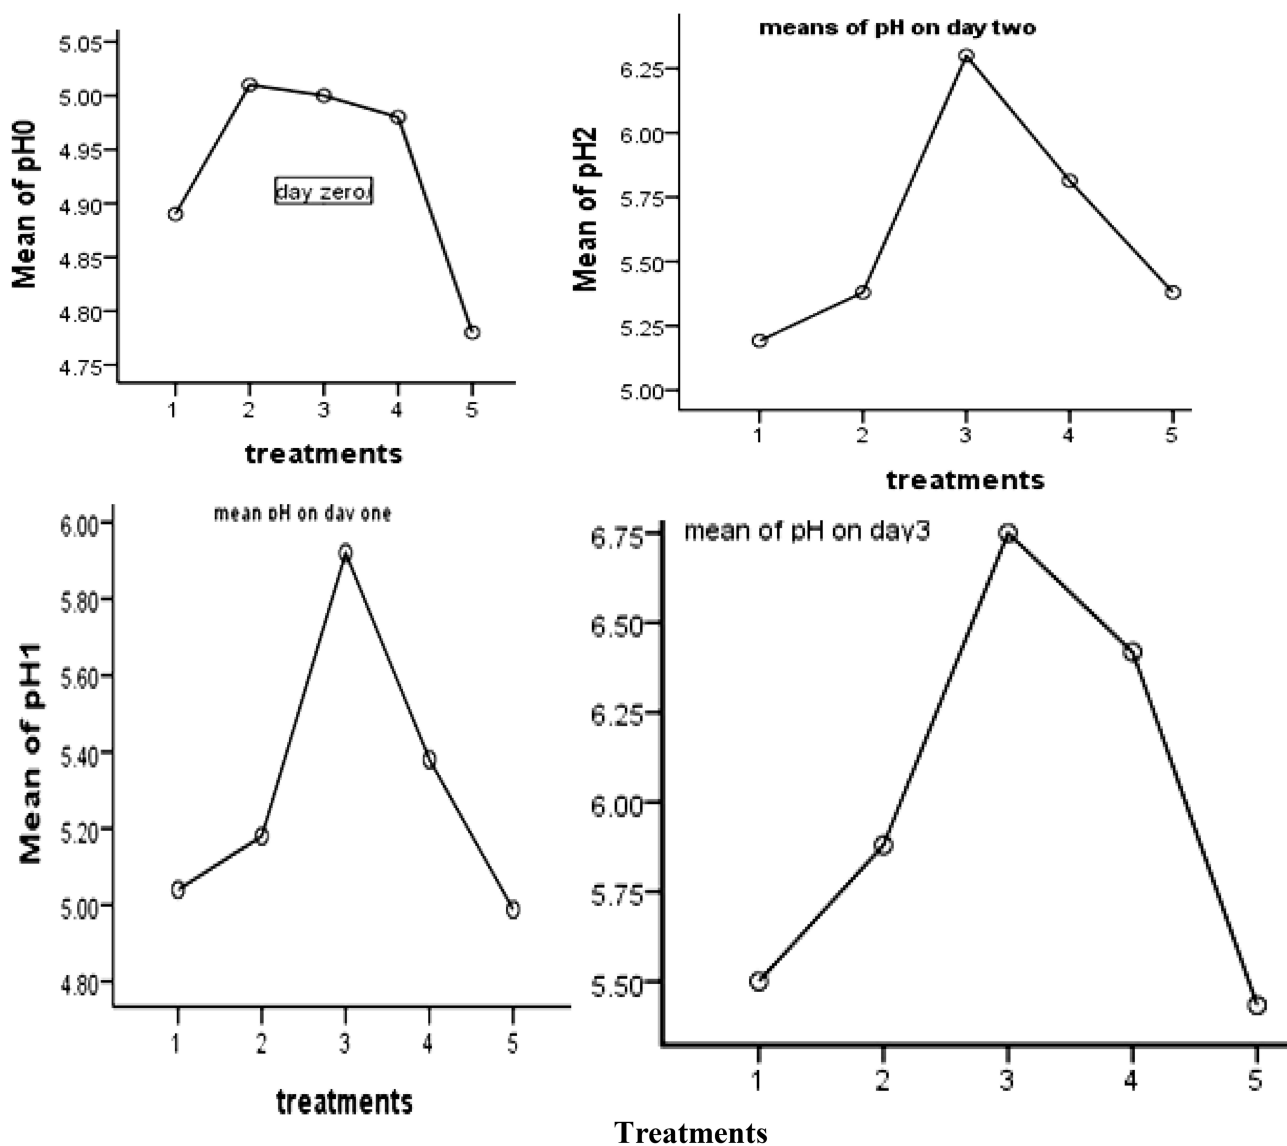 Mean of pH0
5.05
5.00
4.95
4.90
4.85
4.80
4.75
day zero/
1 2 3 4 5
treatments
means of pH on day two
Mean of pH2
6.25
6.00
5.75
5.50
5.25
5.00
1 2 3 4 5
treatments
mean pH on day one
Mean of pH1
6.00
5.80
5.60
5.40
5.20
5.00
4.80
1 2 3 4 5
treatments
mean of pH on day3
6.75
6.50
6.25
6.00
5.75
5.50
1 2 3 4 5
Treatments